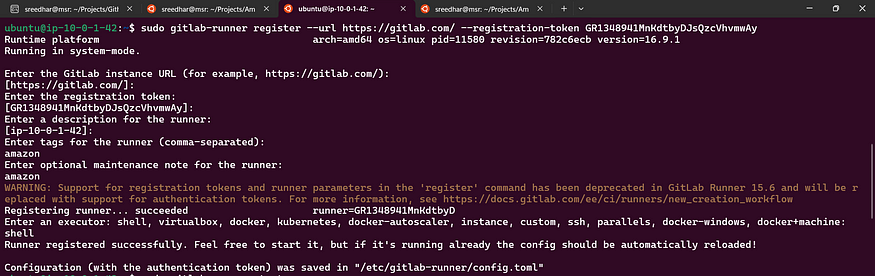 sreedhar@msr: ~/Projects/Gitl
sreedhar@msr: ~/Projects/Am
ubuntu@ip-10-0-1-42: ~
sreedhar@msr: ~/Projects/Am
ubuntu@ip-10-0-1-42:~$ sudo gitlab-runner register --url https://gitlab.com/ --registration-token GR1348941MnKdtbyDJsQzcVhvmwAy
Runtime platform arch=amd64 os=linux pid=11580 revision=782c6ecb version=16.9.1
Running in system-mode.
Enter the GitLab instance URL (for example, https://gitlab.com/):
[https://gitlab.com/]:
Enter the registration token:
[GR1348941MnKdtbyDJsQzcVhvmwAy]:
Enter a description for the runner:
[ip-10-0-1-42]:
Enter tags for the runner (comma-separated):
amazon
Enter optional maintenance note for the runner:
amazon
WARNING: Support for registration tokens and runner parameters in the 'register' command has been deprecated in GitLab Runner 15.6 and will be r
eplaced with support for authentication tokens. For more information, see https://docs.gitlab.com/ee/ci/runners/new_creation_workflow
Registering runner... succeeded runner=GR1348941MnKdtbyD
Enter an executor: shell, virtualbox, docker, kubernetes, docker-autoscaler, instance, custom, ssh, parallels, docker-windows, docker+machine:
shell
Runner registered successfully. Feel free to start it, but if it's running already the config should be automatically reloaded!
Configuration (with the authentication token) was saved in "/etc/gitlab-runner/config.toml"